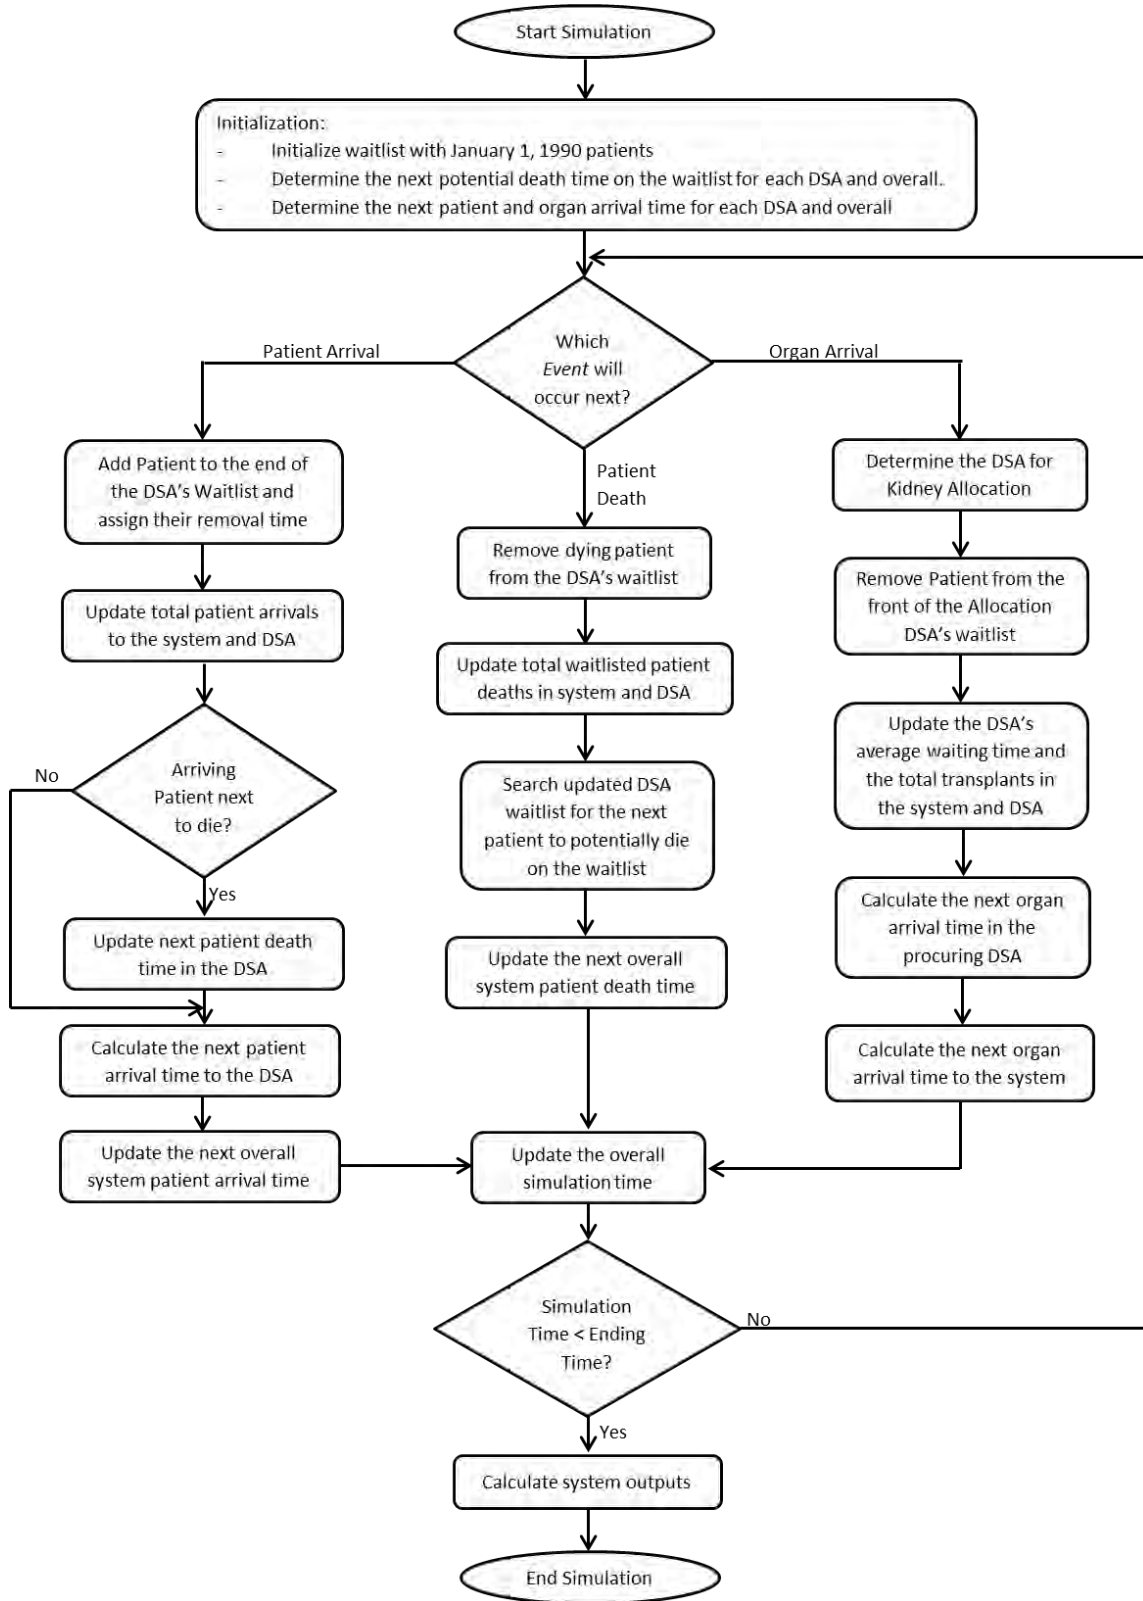 Start Simulation
Initialization:
- Initialize waitlist with January 1, 1990 patients
- Determine the next potential death time on the waitlist for each DSA and overall.
- Determine the next patient and organ arrival time for each DSA and overall
Which
Event will
occur next?
Patient Arrival
Organ Arrival
Patient
Death
Add Patient to the end of
the DSA's Waitlist and
assign their removal time
Update total patient arrivals
to the system and DSA
Arriving
Patient next
to die?
No
Yes
Update next patient death
time in the DSA
Calculate the next patient
arrival time to the DSA
Update the next overall
system patient arrival time
Remove dying patient
from the DSA's waitlist
Update total waitlisted patient
deaths in system and DSA
Search updated DSA
waitlist for the next
patient to potentially die
on the waitlist
Update the next overall
system patient death time
Determine the DSA for
Kidney Allocation
Remove Patient from the
front of the Allocation
DSA's waitlist
Update the DSA's
average waiting time and
the total transplants in
the system and DSA
Calculate the next organ
arrival time in the
procuring DSA
Calculate the next organ
arrival time to the system
Update the overall
simulation time
Simulation
Time < Ending
Time?
No
Yes
Calculate system outputs
End Simulation